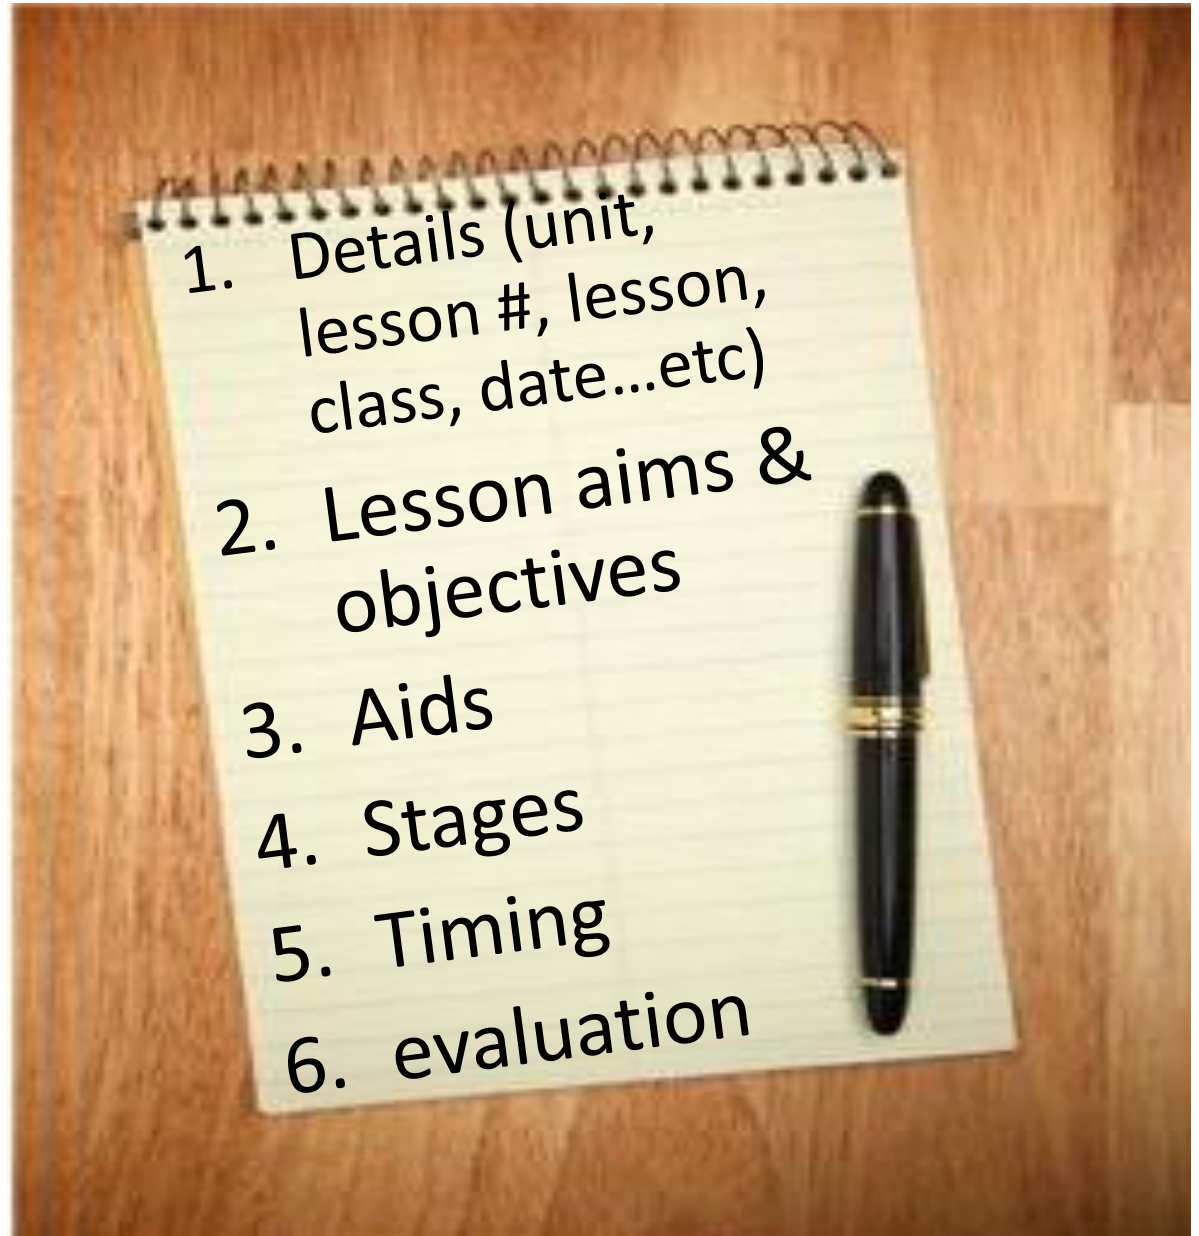 1. Details (unit,
lesson #, lesson,
class, date...etc)
2. Lesson aims &
objectives
3. Aids
4. Stages
5. Timing
6. evaluation